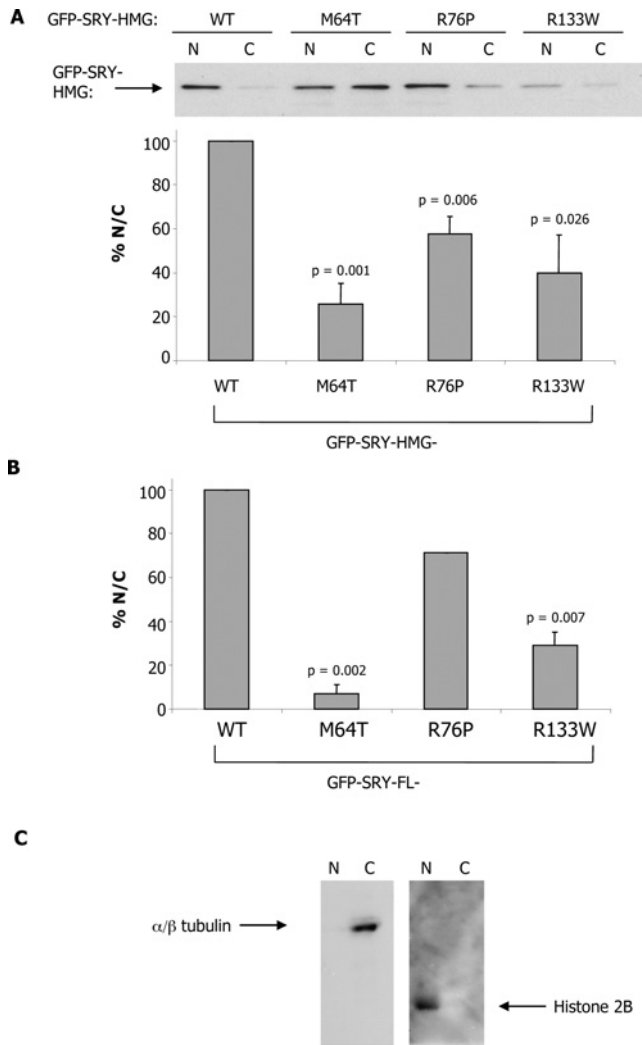 A
GFP-SRY-HMG: WT M64T R76P R133W
N C N C N C N C
GFP-SRY-
HMG:
100
80
60
40
20
0
% N/C
p = 0.001
p = 0.006
p = 0.026
WT M64T R76P R133W
GFP-SRY-HMG-
B
100
80
60
40
20
0
% N/C
p = 0.002
p = 0.007
WT M64T R76P R133W
GFP-SRY-FL-
C
N C N C
α/β tubulin
Histone 2B